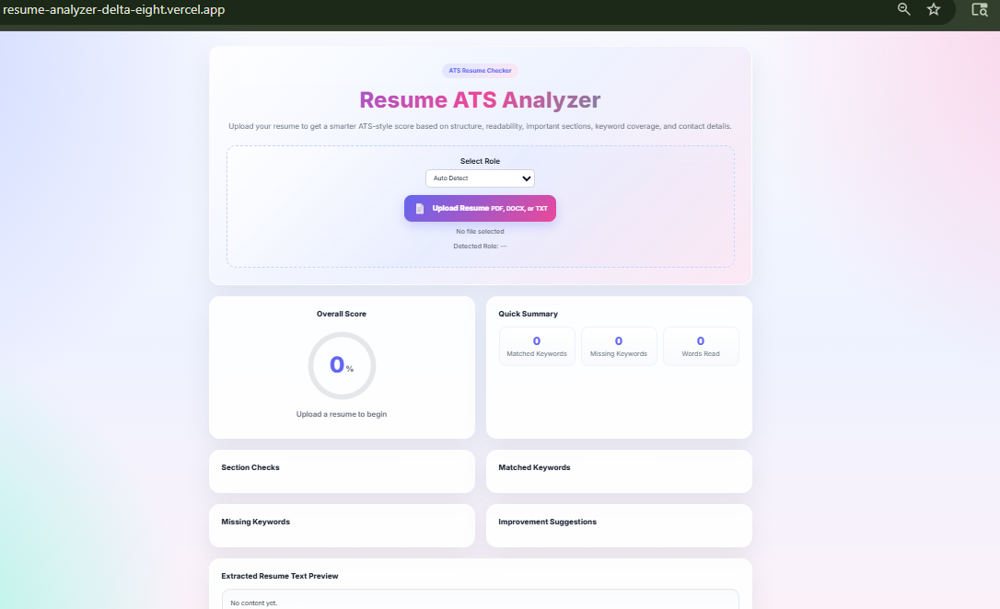 resume-analyzer-delta-eight.vercel.app
ATS Resume Checker
Resume ATS Analyzer
Upload your resume to get a smarter ATS-style score based on structure, readability, important sections, keyword coverage, and contact details.
Select Role
Auto Detect
Upload Resume PDF, DOCX, or TXT
No file selected
Detected Role: —
Overall Score
0%
Upload a resume to begin
Quick Summary
0
Matched Keywords
0
Missing Keywords
0
Words Read
Section Checks
Matched Keywords
Missing Keywords
Improvement Suggestions
Extracted Resume Text Preview
No content yet.